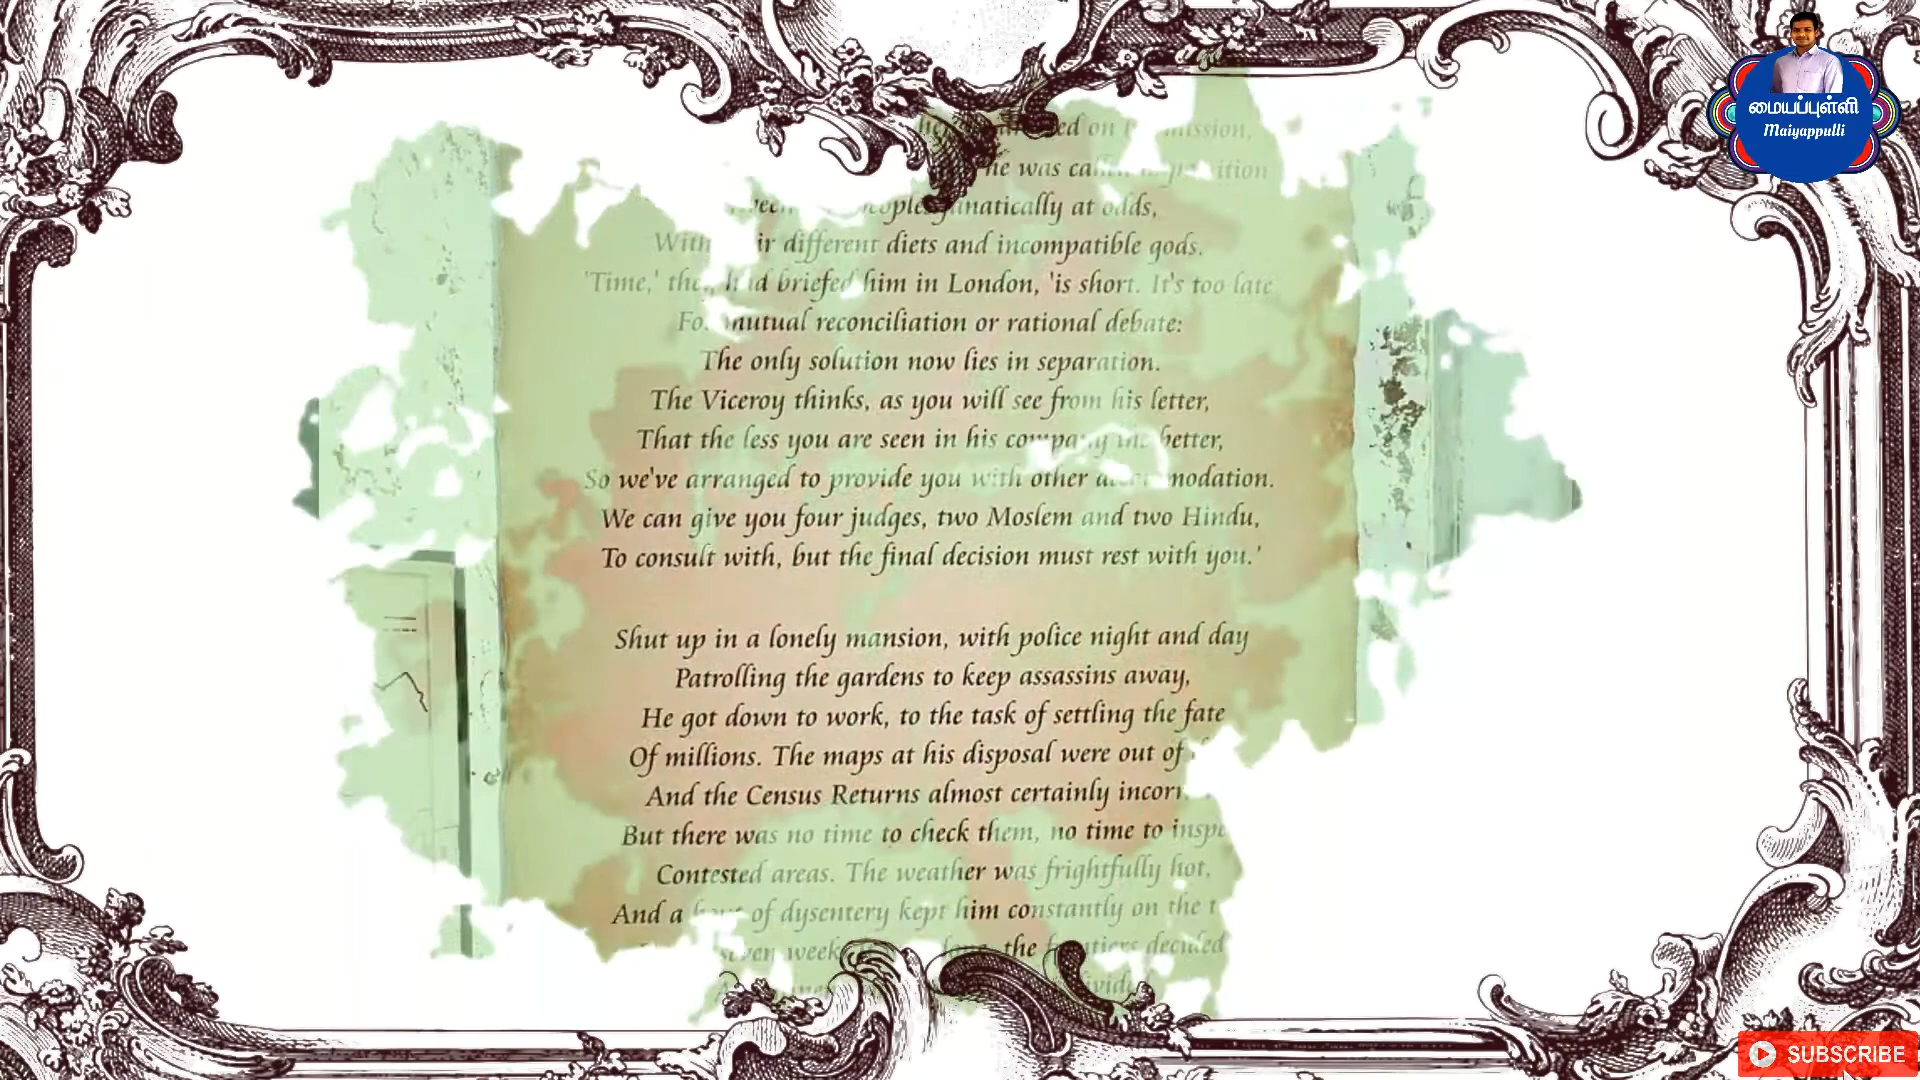 மையப்புள்ளி
Maiyappulli
he was
at odds,
different diets and incompatible gods.
'Time,' briefed him in London, 'is short. It's too late
mutual reconciliation or rational debate:
The only solution now lies in separation.
The Viceroy thinks, as you will see from his letter,
That the less you are seen in his company the better,
So we've arranged to provide you with other
We can give you four judges, two Moslem and two Hindu,
To consult with, but the final decision must rest with you.'
Shut up in a lonely mansion, with police night and day
Patrolling the gardens to keep assassins away,
He got down to work, to the task of settling the fate
Of millions. The maps at his disposal were out of
And the Census Returns almost certainly
But there was no time to check them, no time to
Contested areas. The weather was frightfully hot,
And a of dysentery kept him constantly on the
seven the decided
SUBSCRIBE